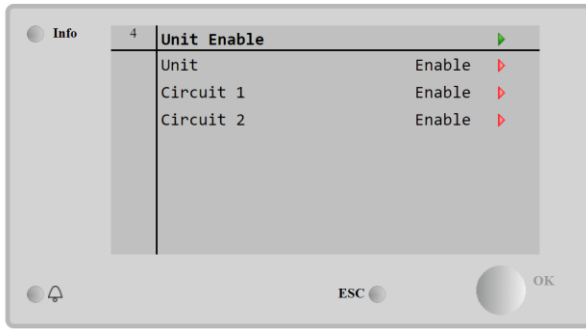 Info
4 Unit Enable
Unit Enable
Circuit 1 Enable
Circuit 2 Enable
ESC
OK